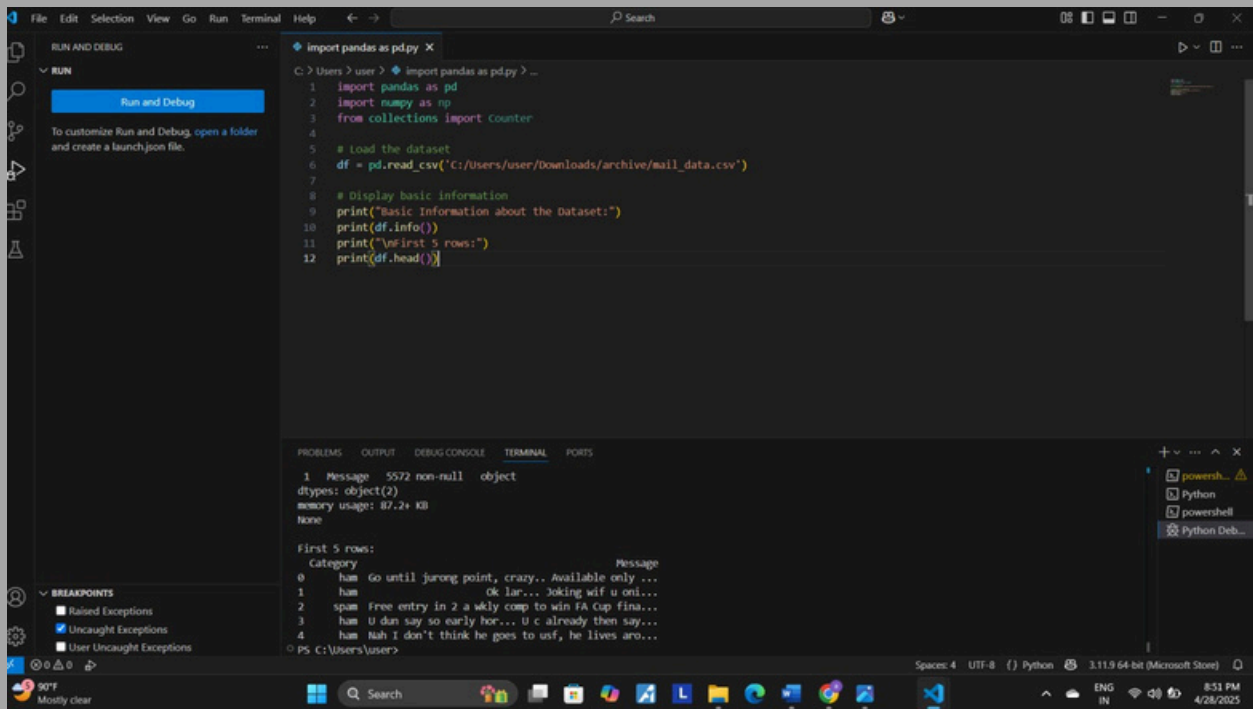 File Edit Selection View Go Run Terminal Help
Search
RUN AND DEBUG
RUN
Run and Debug
To customize Run and Debug, open a folder
and create a launch.json file.
import pandas as pd.py
C: > Users > user > import pandas as pd.py > ...
1 import pandas as pd
2 import numpy as np
3 from collections import Counter
4
5 # Load the dataset
6 df = pd.read_csv('C:/Users/user/Downloads/archive/mail_data.csv')
7
8 # Display basic information
9 print("Basic Information about the Dataset:")
10 print(df.info())
11 print("\nFirst 5 rows:")
12 print(df.head())
PROBLEMS OUTPUT DEBUG CONSOLE TERMINAL PORTS
1 Message 5572 non-null object
dtypes: object(2)
memory usage: 87.2+ KB
None
First 5 rows:
Category Message
0 ham Go until jurong point, crazy.. Available only ...
1 ham Ok lar... Joking wif u oni...
2 spam Free entry in 2 a wkly comp to win FA Cup fina...
3 ham U dun say so early hor... U c already then say...
4 ham Nah I don't think he goes to usf, he lives aro...
PS C:\Users\user>
powersh...
Python
powershell
Python Deb...
BREAKPOINTS
Raised Exceptions
Uncaught Exceptions
User Uncaught Exceptions
0 0 Spaces: 4 UTF-8 {} Python 3.11.9 64-bit (Microsoft Store)
5
90°F
Mostly clear
Search
L
ENG
IN
8:51 PM
4/28/2025